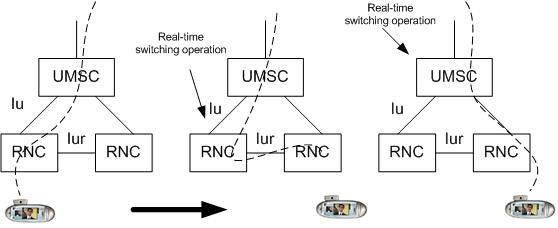 Real-time
switching operation
Real-time
switching operation
UMSC
UMSC
UMSC
Iu
Iu
Iu
Iur
Iur
Iur
RNC
RNC
RNC
RNC
RNC
RNC